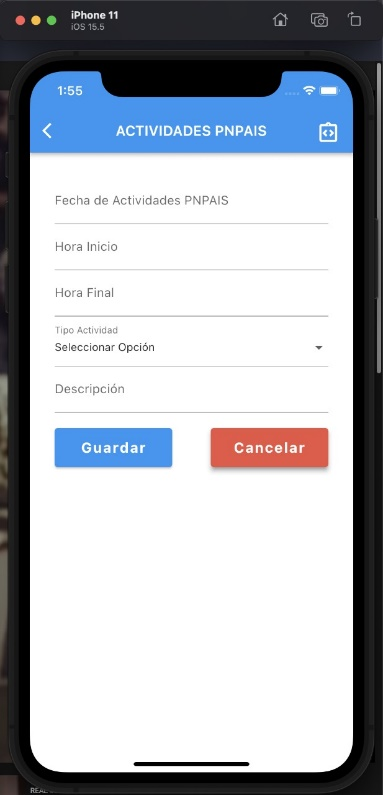 iPhone 11
iOS 15.5
1:55
ACTIVIDADES PNPAIS
Fecha de Actividades PNPAIS
Hora Inicio
Hora Final
Tipo Actividad
Seleccionar Opción
Descripción
Guardar
Cancelar